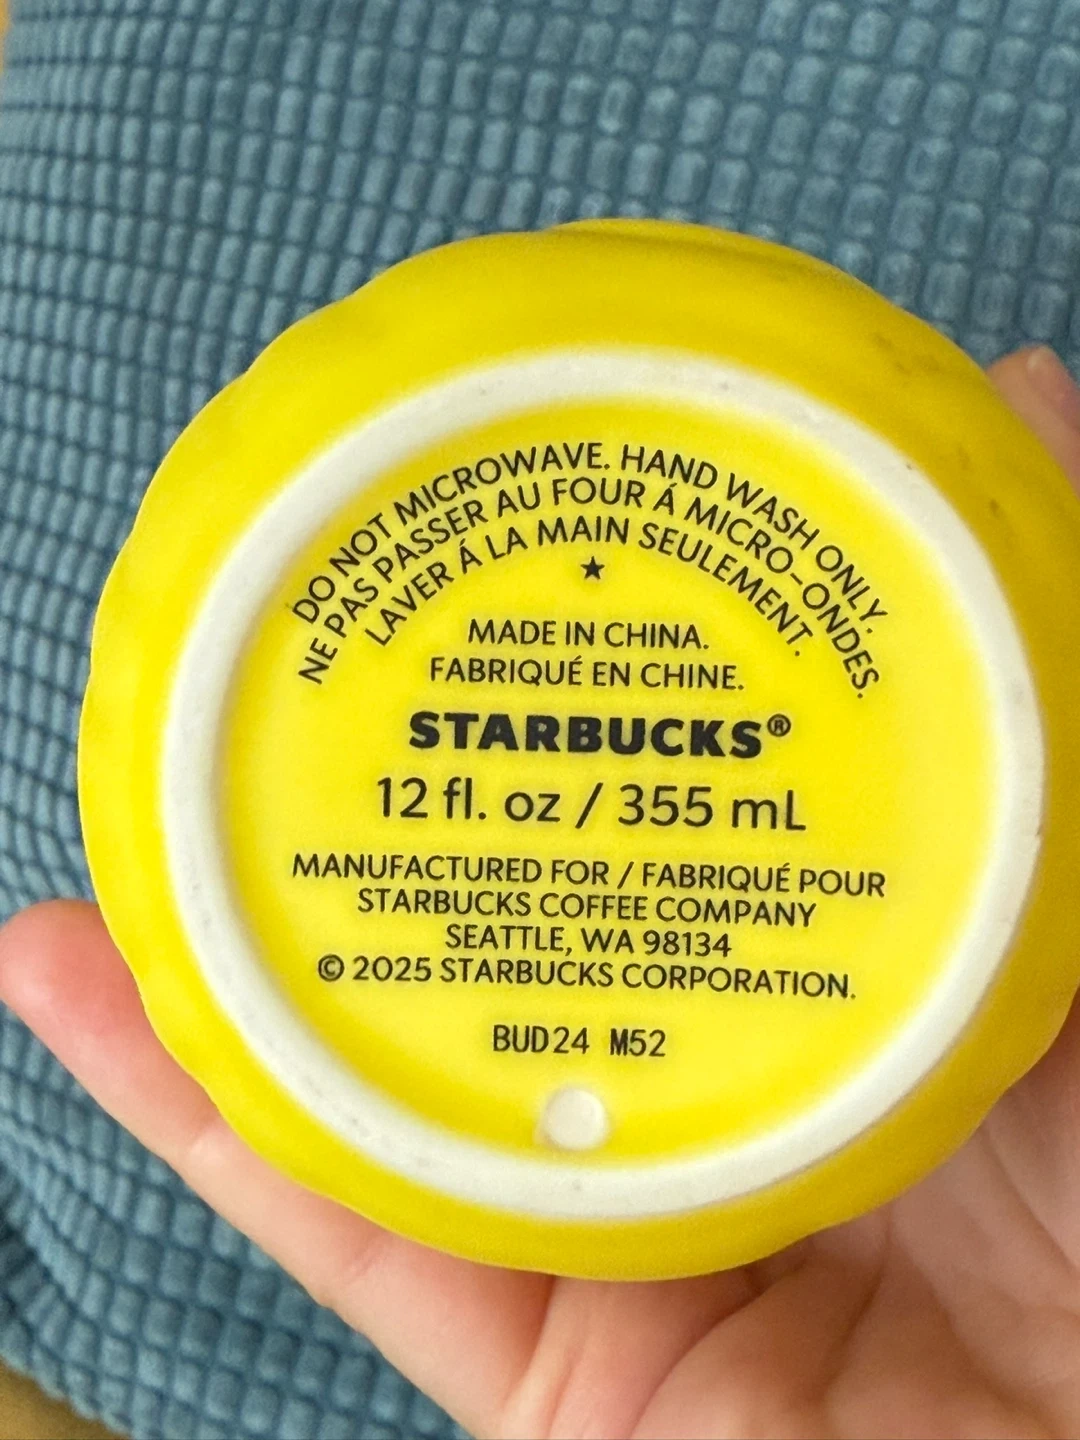 DO NOT MICROWAVE. HAND WASH ONLY.
NE PAS PASSER AU FOUR Á MICRO-ONDES.
LAVER Á LA MAIN SEULEMENT.
★
MADE IN CHINA.
FABRIQUÉ EN CHINE.
STARBUCKS®
12 fl. oz / 355 mL
MANUFACTURED FOR / FABRIQUÉ POUR
STARBUCKS COFFEE COMPANY
SEATTLE, WA 98134
© 2025 STARBUCKS CORPORATION.
BUD24 M52